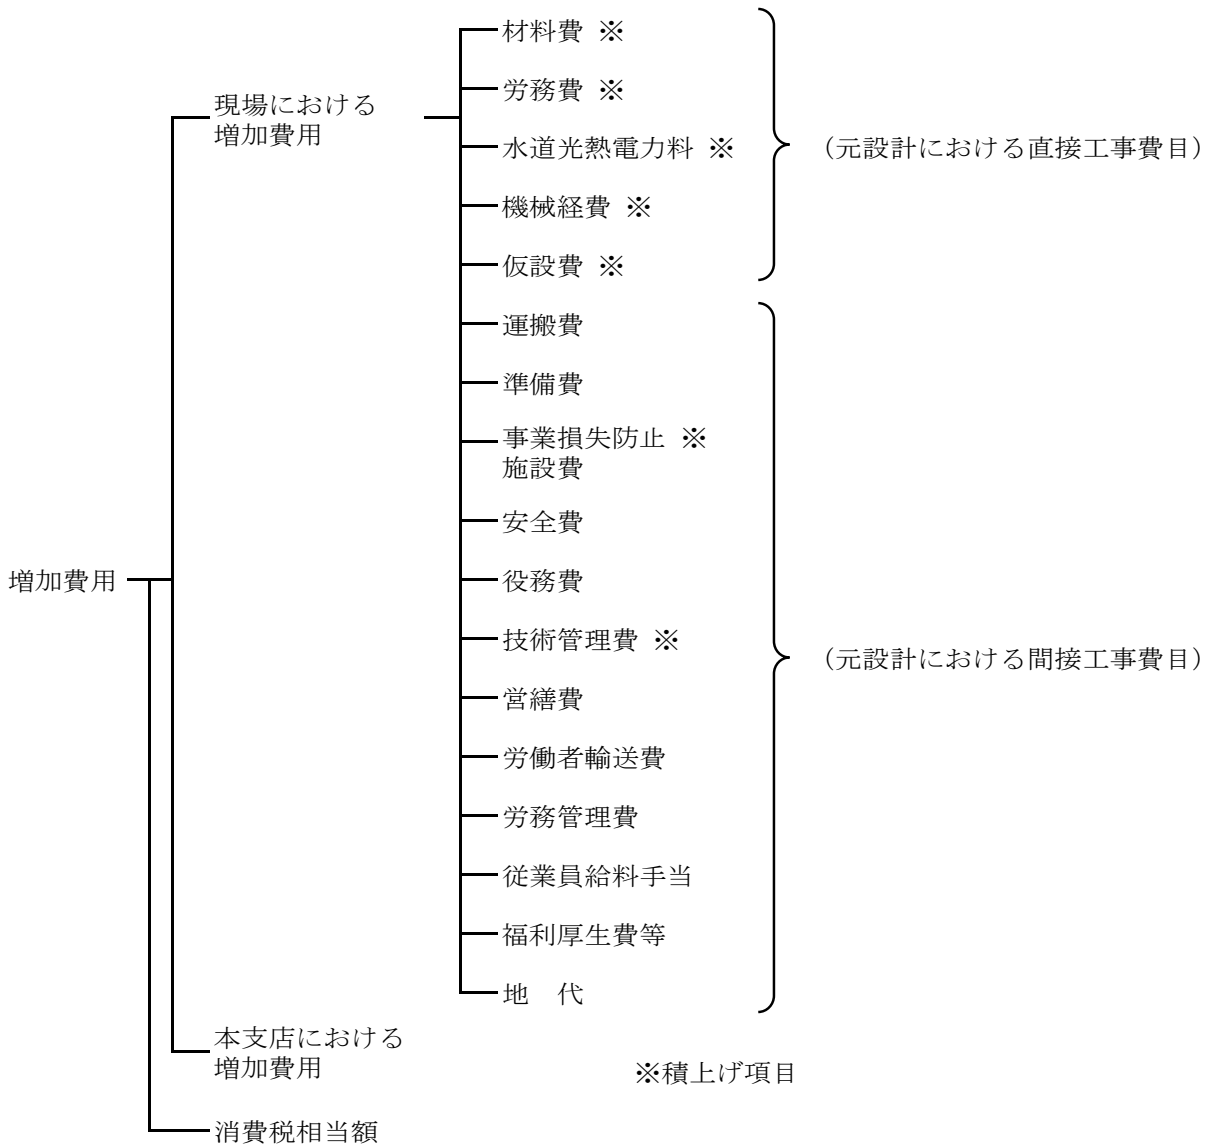 材料費 ※
労務費 ※
現場における
増加費用
水道光熱電力料 ※
(元設計における直接工事費目)
機械経費 ※
仮設費 ※
運搬費
準備費
事業損失防止 ※
施設費
安全費
増加費用
役務費
技術管理費 ※
(元設計における間接工事費目)
営繕費
労働者輸送費
労務管理費
従業員給料手当
福利厚生費等
地　代
本支店における
増加費用
※積上げ項目
消費税相当額